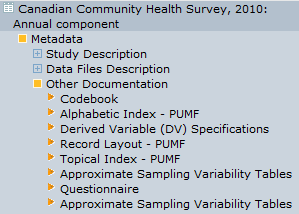 Canadian Community Health Survey, 2010:
Annual component
Metadata
Study Description
Data Files Description
Other Documentation
Codebook
Alphabetic Index - PUMF
Derived Variable (DV) Specifications
Record Layout - PUMF
Topical Index - PUMF
Approximate Sampling Variability Tables
Questionnaire
Approximate Sampling Variability Tables